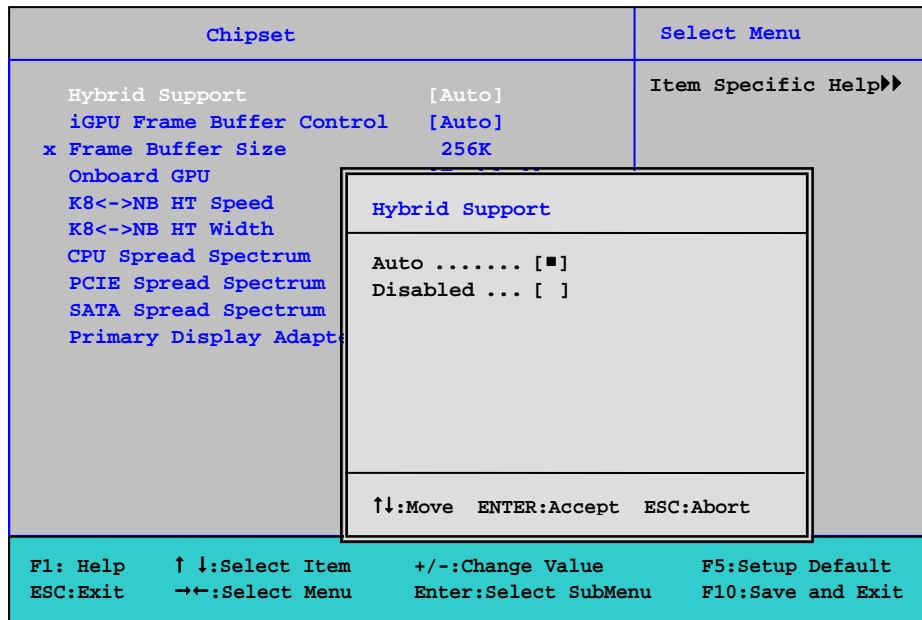 Chipset
Select Menu
Hybrid Support [Auto]
Item Specific Help▶▶
iGPU Frame Buffer Control [Auto]
x Frame Buffer Size 256K
Onboard GPU
K8<->NB HT Speed
K8<->NB HT Width
CPU Spread Spectrum
PCIE Spread Spectrum
SATA Spread Spectrum
Primary Display Adapte
Hybrid Support
Auto ....... [■]
Disabled ... [ ]
↑↓:Move ENTER:Accept ESC:Abort
F1: Help ↑ ↓:Select Item +/-:Change Value F5:Setup Default
ESC:Exit →←:Select Menu Enter:Select SubMenu F10:Save and Exit